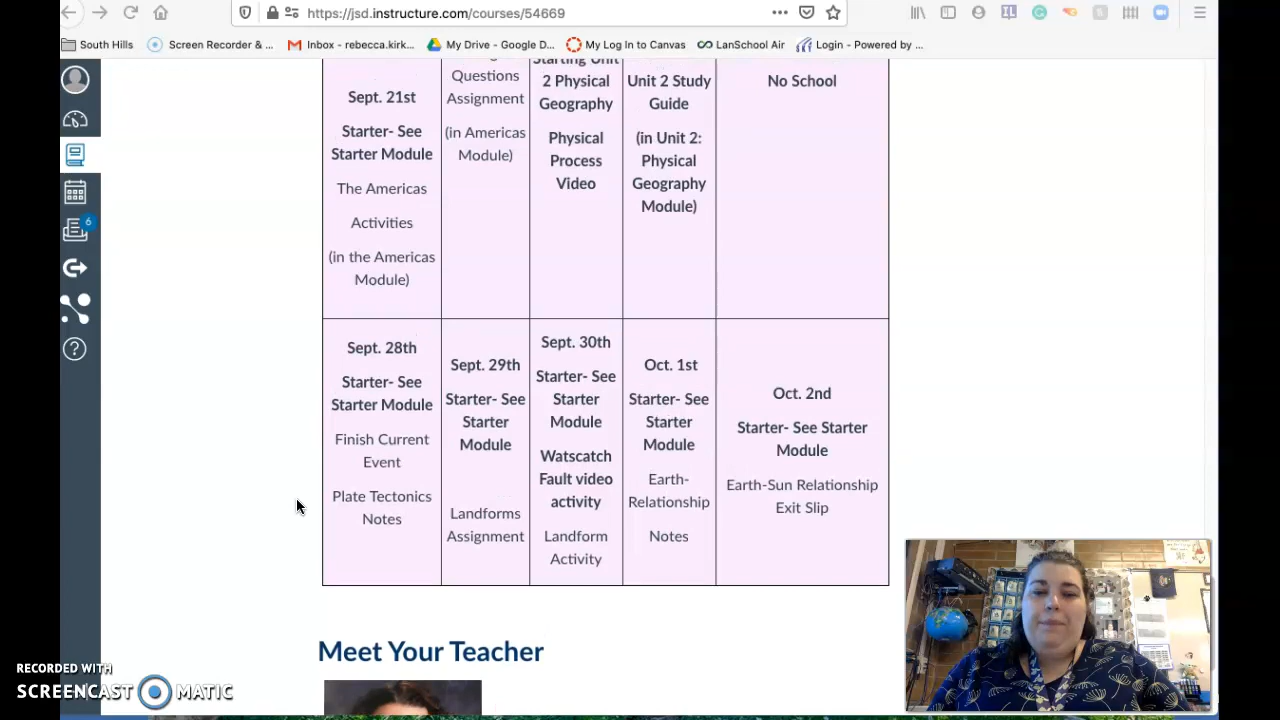 https://jsd.instructure.com/courses/54669
South Hills
Screen Recorder & ...
Inbox - rebecca.kirk...
My Drive - Google D...
My Log In to Canvas
LanSchool Air
Login - Powered by ...
6
Sept. 21st
Starter- See
Starter Module
The Americas
Activities
(in the Americas
Module)
Questions
Assignment
(in Americas
Module)
Starting Unit
2 Physical
Geography
Physical
Process
Video
Unit 2 Study
Guide
(in Unit 2:
Physical
Geography
Module)
No School
Sept. 28th
Starter- See
Starter Module
Finish Current
Event
Plate Tectonics
Notes
Sept. 29th
Starter- See
Starter
Module
Landforms
Assignment
Sept. 30th
Starter- See
Starter
Module
Watscatch
Fault video
activity
Landform
Activity
Oct. 1st
Starter- See
Starter
Module
Earth-
Relationship
Notes
Oct. 2nd
Starter- See Starter
Module
Earth-Sun Relationship
Exit Slip
Meet Your Teacher
RECORDED WITH
SCREENCAST MATIC